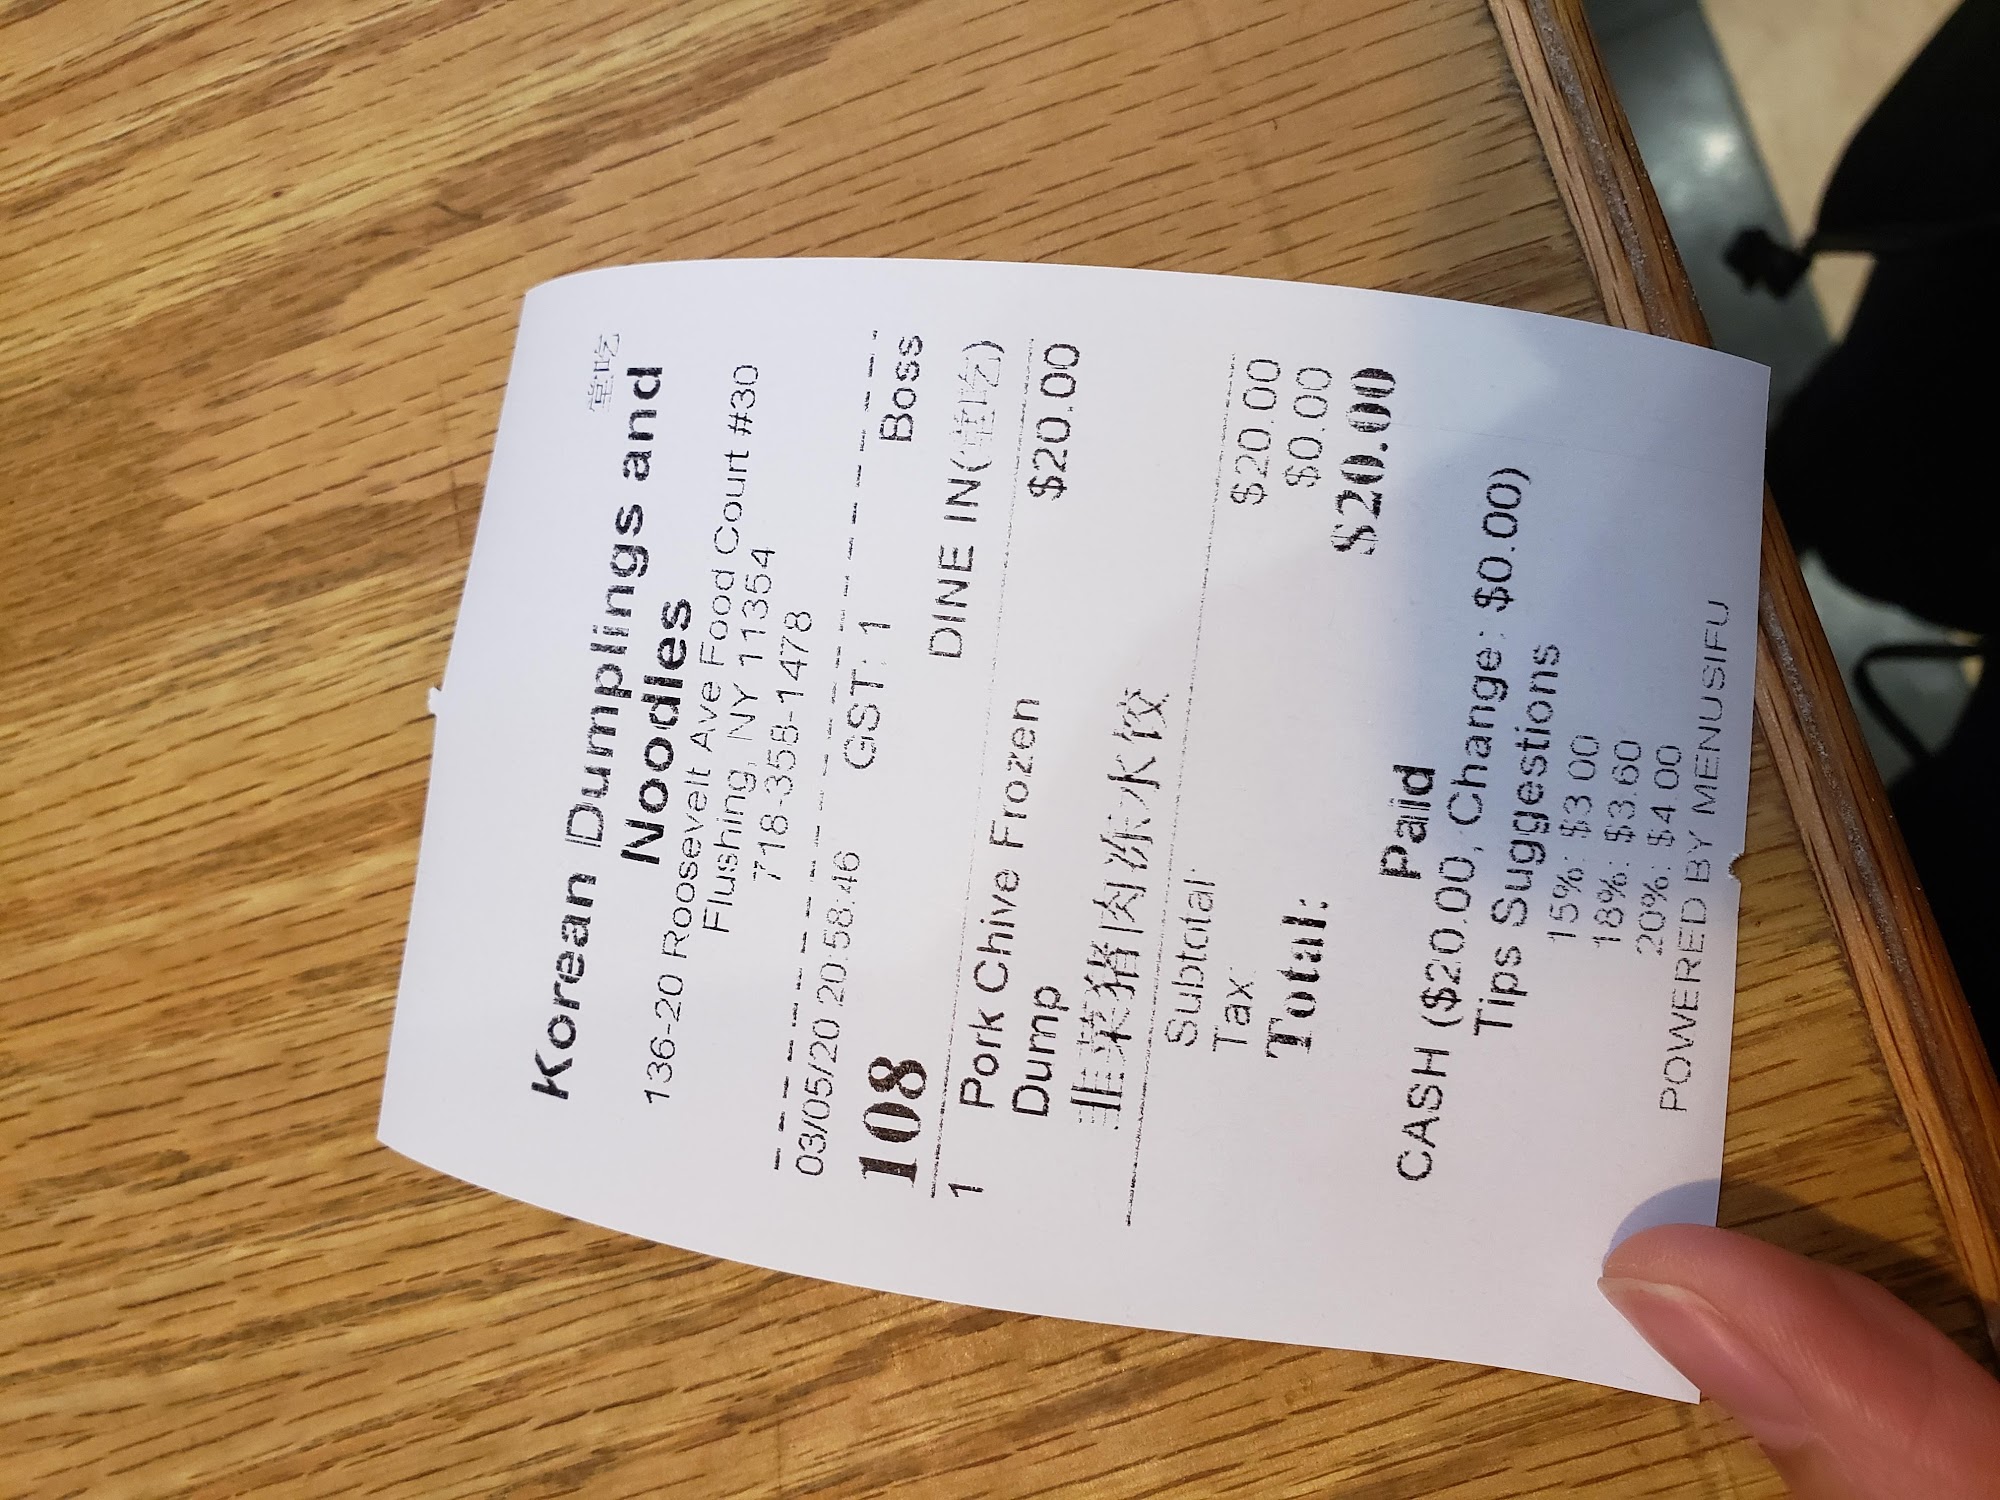 堂吃
Korean Dumplings and
Noodles
136-20 Roosevelt Ave Food Court #30
Flushing, NY 11354
718-358-1478
03/05/20 20:58:46 GST: 1 Boss
108 DINE IN(堂吃)
1 Pork Chive Frozen $20.00
Dump
韭菜猪肉冻水饺
Subtotal: $20.00
Tax: $0.00
Total: $20.00
Paid
CASH ($20.00, Change: $0.00)
Tips Suggestions
15%: $3.00
18%: $3.60
20%: $4.00
POWERED BY MENUSIFU